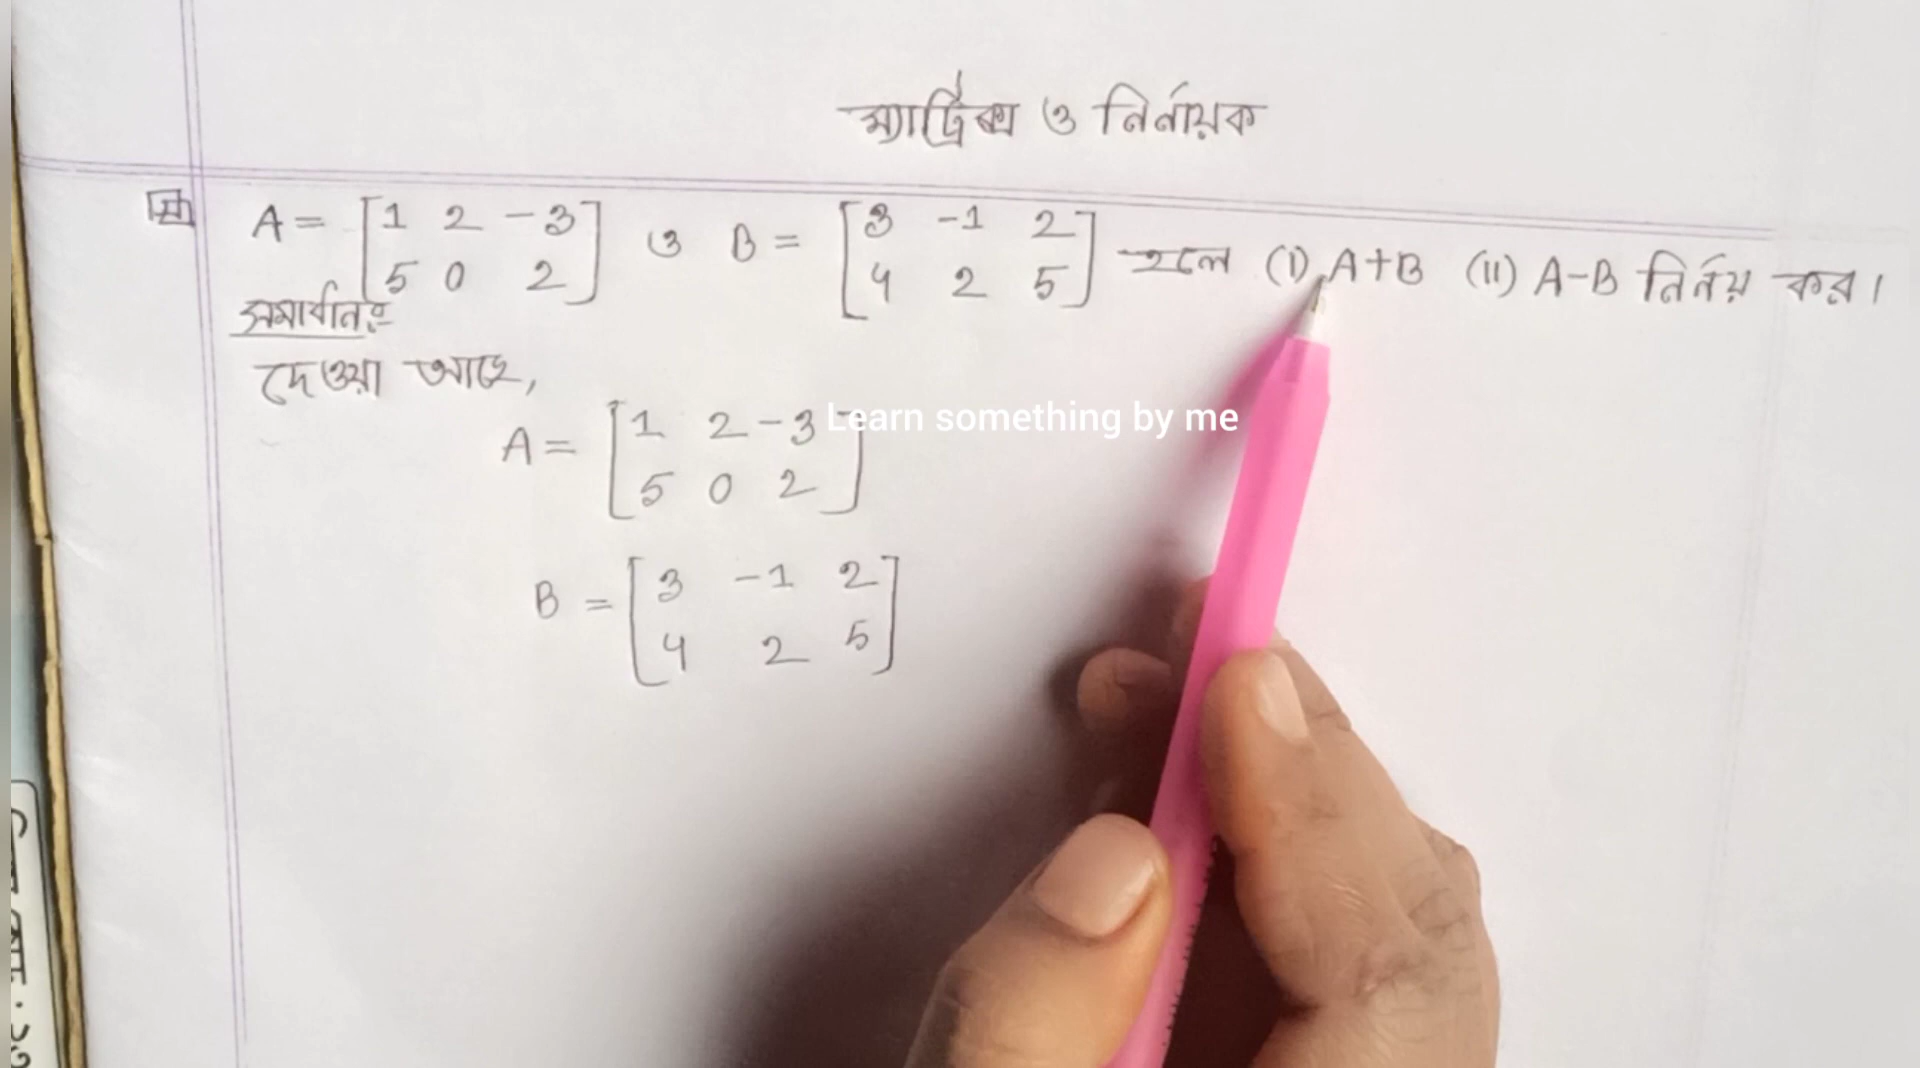 ম্যাট্রিক্স ও নির্নায়ক
A = [1 2 -3 5 0 2] ও B = [3 -1 2 4 2 5] হলে (i) A+B (ii) A-B নির্নয় কর।
সমাধানঃ
দেওয়া আছে,
A = [1 2 -3
5 0 2]
Learn something by me
B = [3 -1 2
4 2 5]